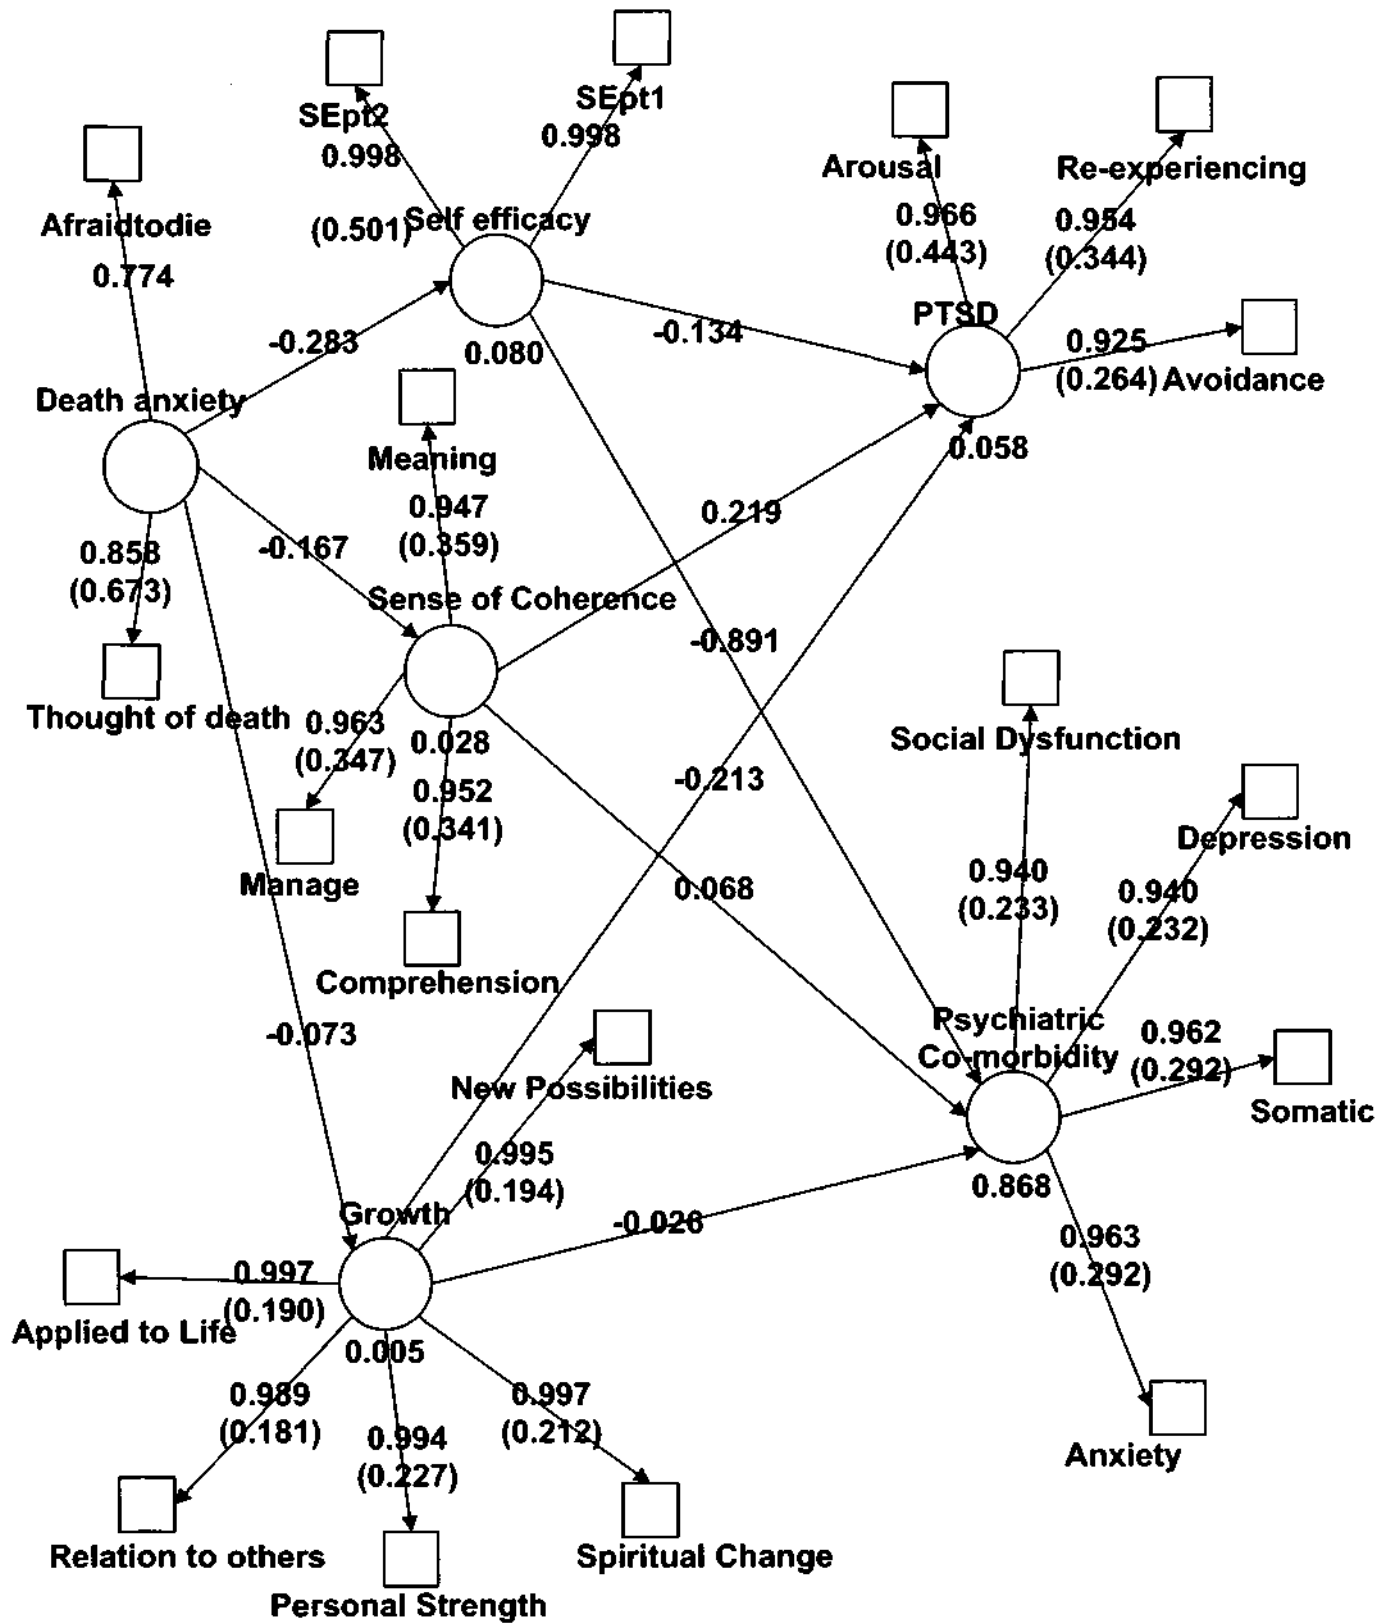 SEpt1
SEpt2
0.998
0.998
(0.501)
Self efficacy
0.080
Afraidtodie
0.774
-0.283
Death anxiety
0.858
(0.673)
Thought of death
-0.167
Meaning
0.947
(0.359)
Sense of Coherence
0.028
0.963
(0.347)
Manage
0.952
(0.341)
Comprehension
-0.073
Arousal
0.966
(0.443)
Re-experiencing
0.954
(0.344)
PTSD
0.925
(0.264)
Avoidance
0.058
-0.134
0.219
-0.891
-0.213
0.068
Social Dysfunction
0.940
(0.233)
Depression
0.940
(0.232)
Psychiatric
Co-morbidity
0.962
(0.292)
Somatic
0.868
0.963
(0.292)
Anxiety
New Possibilities
0.995
(0.194)
-0.026
Growth
0.997
(0.190)
Applied to Life
0.005
0.989
(0.181)
Relation to others
0.994
(0.227)
Personal Strength
0.997
(0.212)
Spiritual Change